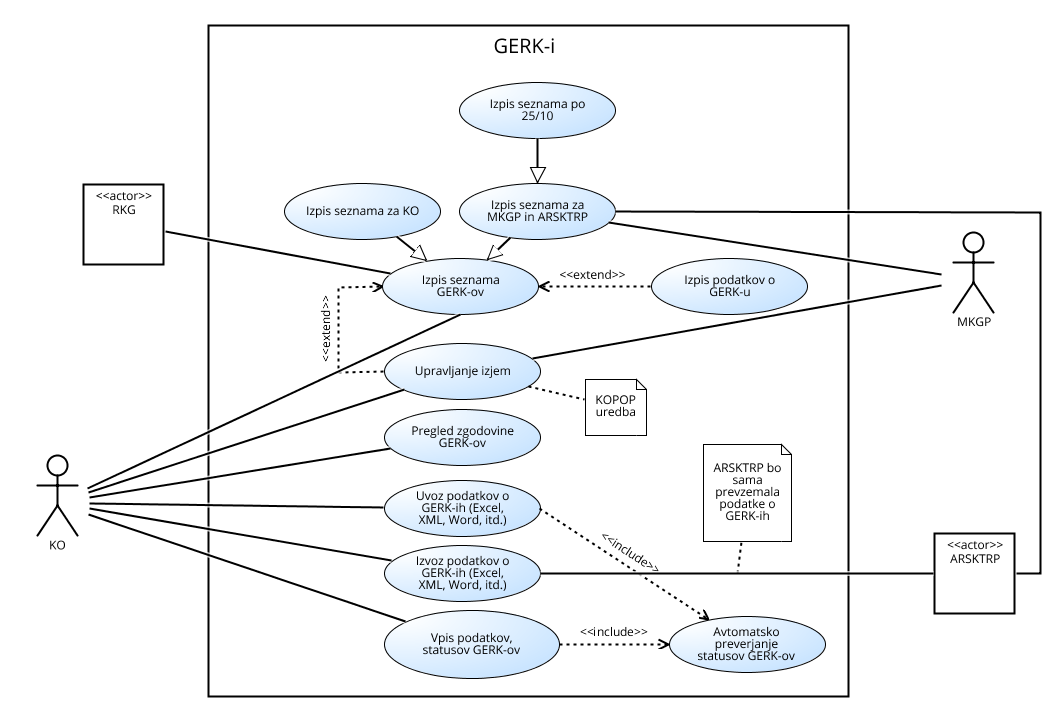 GERK-i
Izpis seznama po
25/10
<<actor>>
RKG
Izpis seznama za KO
Izpis seznama za
MKGP in ARSKTRP
Izpis seznama
GERK-ov
<<extend>>
Izpis podatkov o
GERK-u
MKGP
<<extend>>
Upravljanje izjem
KOPOP
uredba
Pregled zgodovine
GERK-ov
ARSKTRP bo
sama
prevzemala
podatke o
GERK-ih
KO
Uvoz podatkov o
GERK-ih (Excel,
XML, Word, itd.)
<<include>>
Izvoz podatkov o
GERK-ih (Excel,
XML, Word, itd.)
<<actor>>
ARSKTRP
Vpis podatkov,
statusov GERK-ov
<<include>>
Avtomatsko
preverjanje
statusov GERK-ov